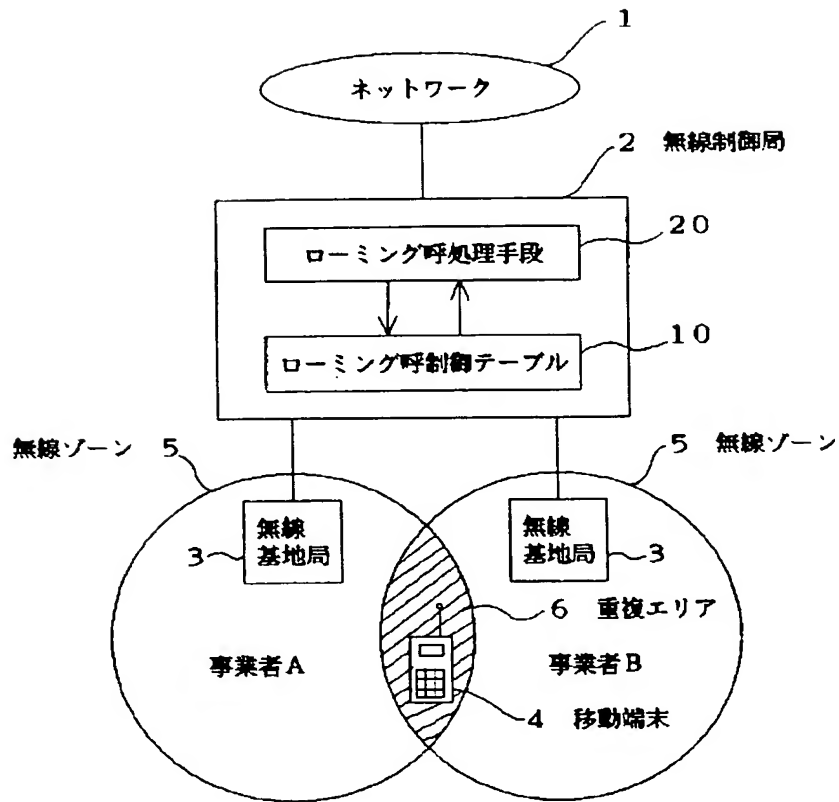 1
ネットワーク
2 無線制御局
ローミング呼処理手段
20
ローミング呼制御テーブル
10
無線ゾーン 5
5 無線ゾーン
無線
基地局
3
無線
基地局
3
6 重複エリア
事業者A
事業者B
4 移動端末